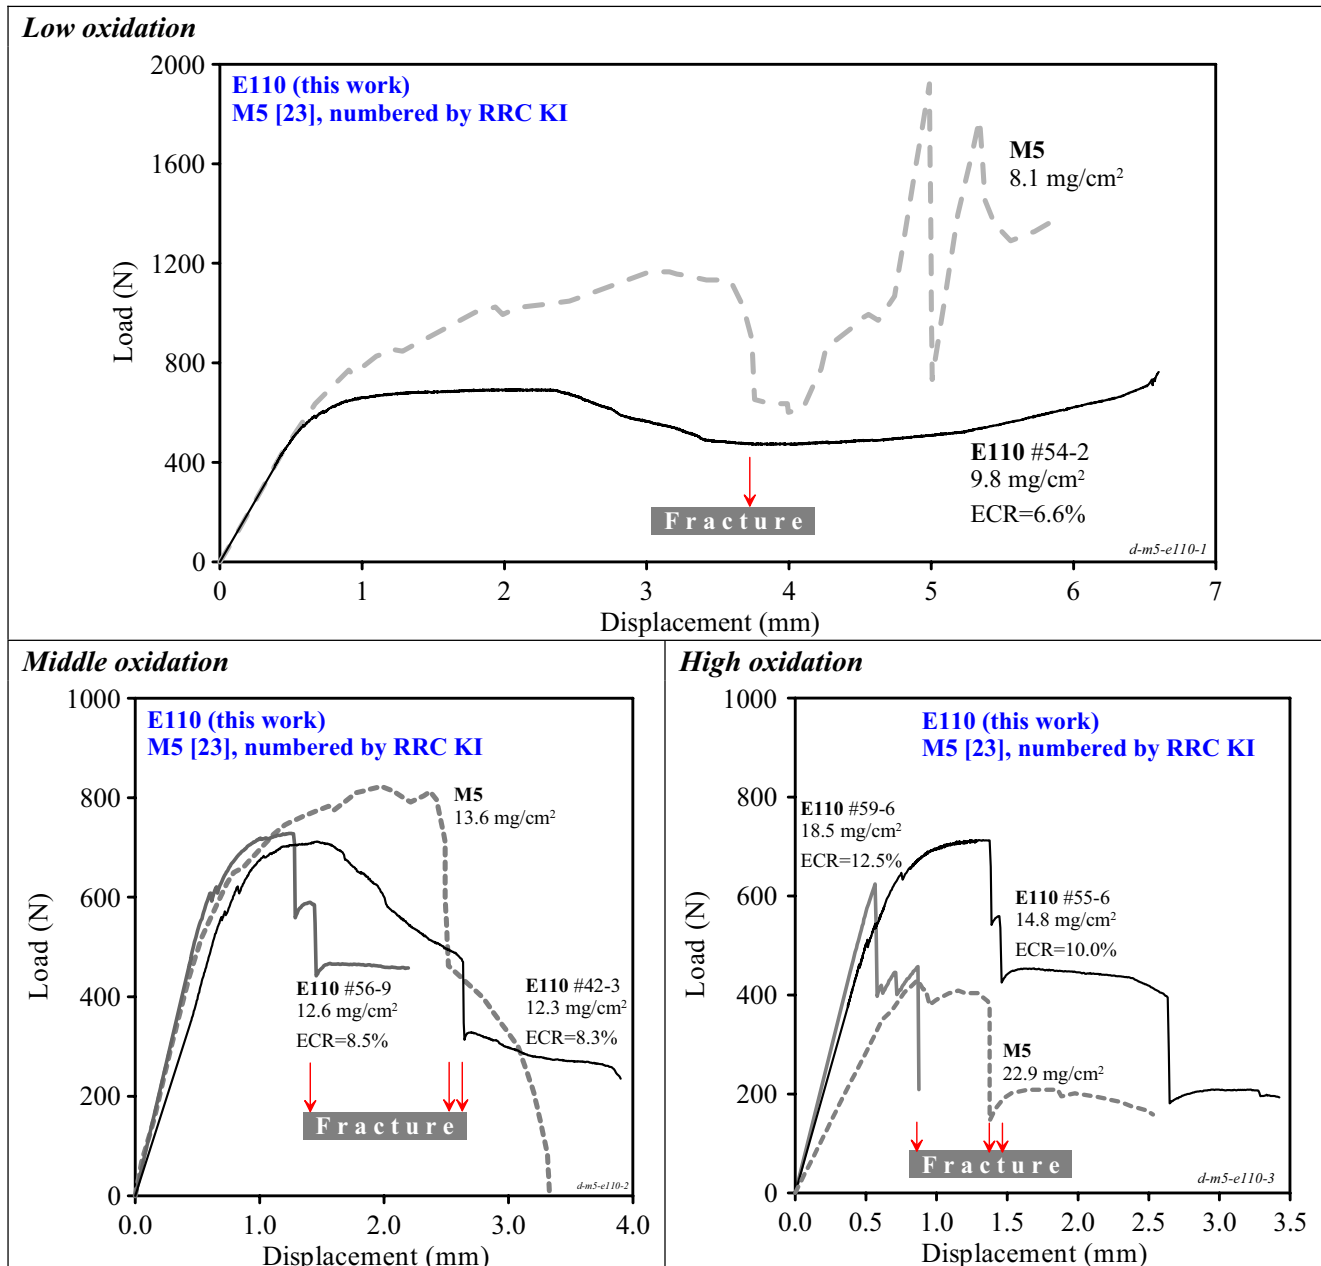 Low oxidation
E110 (this work)
M5 [23], numbered by RRC KI
2000
1600
1200
800
400
0
Load (N)
M5
8.1 mg/cm²
E110 #54-2
9.8 mg/cm²
ECR=6.6%
Fracture
d-m5-e110-1
0 1 2 3 4 5 6 7
Displacement (mm)
Middle oxidation
E110 (this work)
M5 [23], numbered by RRC KI
1000
800
600
400
200
0
Load (N)
M5
13.6 mg/cm²
E110 #56-9
12.6 mg/cm²
ECR=8.5%
E110 #42-3
12.3 mg/cm²
ECR=8.3%
Fracture
d-m5-e110-2
0.0 1.0 2.0 3.0 4.0
Displacement (mm)
High oxidation
E110 (this work)
M5 [23], numbered by RRC KI
1000
800
600
400
200
0
Load (N)
E110 #59-6
18.5 mg/cm²
ECR=12.5%
E110 #55-6
14.8 mg/cm²
ECR=10.0%
M5
22.9 mg/cm²
Fracture
d-m5-e110-3
0.0 0.5 1.0 1.5 2.0 2.5 3.0 3.5
Displacement (mm)